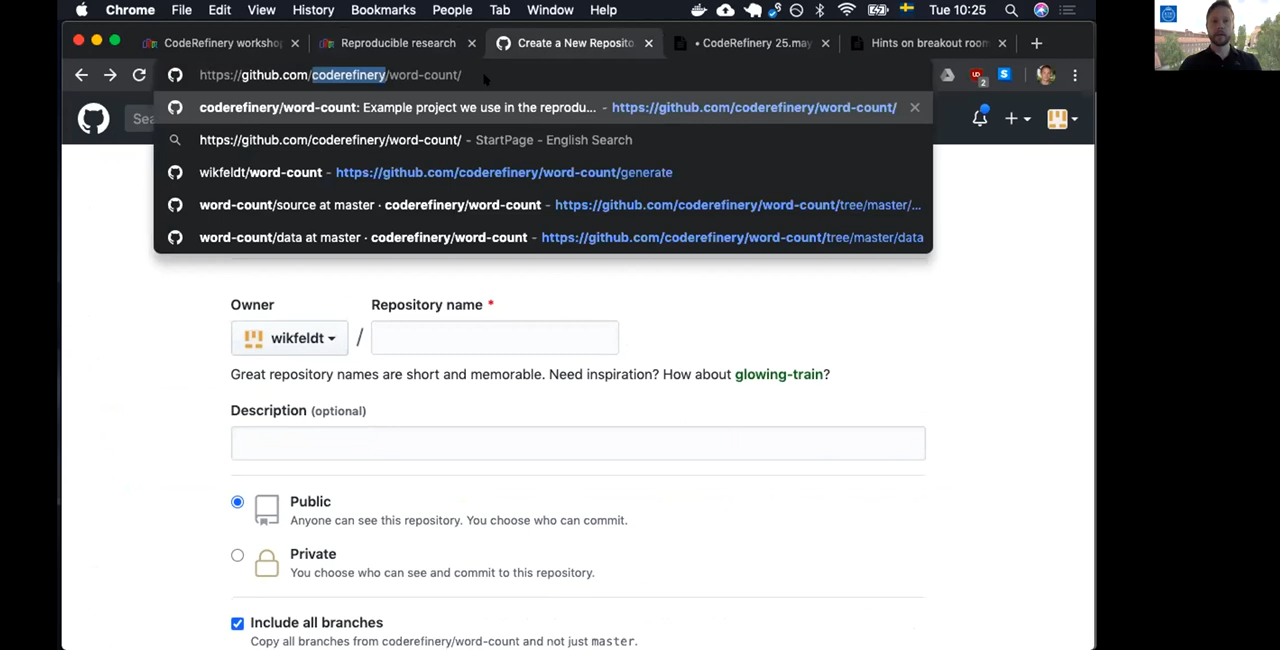 Chrome File Edit View History Bookmarks People Tab Window Help Tue 10:25
CodeRefinery workshop Reproducible research Create a New Reposito • CodeRefinery 25.may Hints on breakout room
https://github.com/coderefinery/word-count/
coderefinery/word-count: Example project we use in the reprodu... – https://github.com/coderefinery/word-count/
Sea
https://github.com/coderefinery/word-count/ – StartPage - English Search
wikfeldt/word-count – https://github.com/coderefinery/word-count/generate
word-count/source at master · coderefinery/word-count – https://github.com/coderefinery/word-count/tree/master/...
word-count/data at master · coderefinery/word-count – https://github.com/coderefinery/word-count/tree/master/data
Owner Repository name *
wikfeldt /
Great repository names are short and memorable. Need inspiration? How about glowing-train?
Description (optional)
Public
Anyone can see this repository. You choose who can commit.
Private
You choose who can see and commit to this repository.
Include all branches
Copy all branches from coderefinery/word-count and not just master.